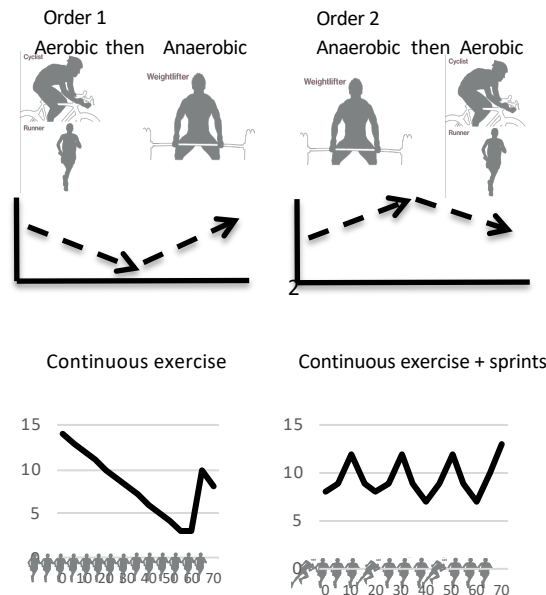 Order 1
Aerobic then Anaerobic
Cyclist
Runner
Weightlifter
Order 2
Anaerobic then Aerobic
Weightlifter
Cyclist
Runner
2
Continuous exercise
15
10
5
0
0 10 20 30 40 50 60 70
Continuous exercise + sprints
15
10
5
0
0 10 20 30 40 50 60 70